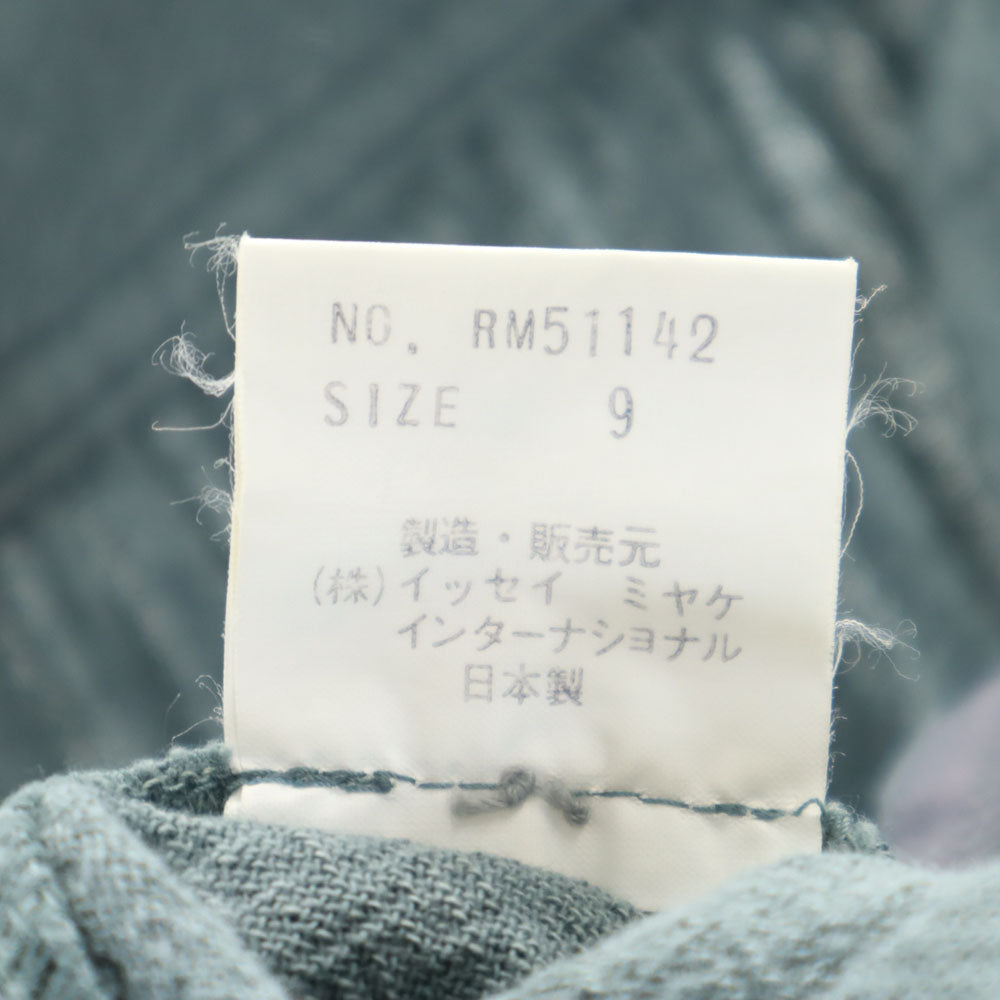 NO. RM51142
SIZE 9
製造・販売元
(株)イッセイ ミヤケ
インターナショナル
日本製